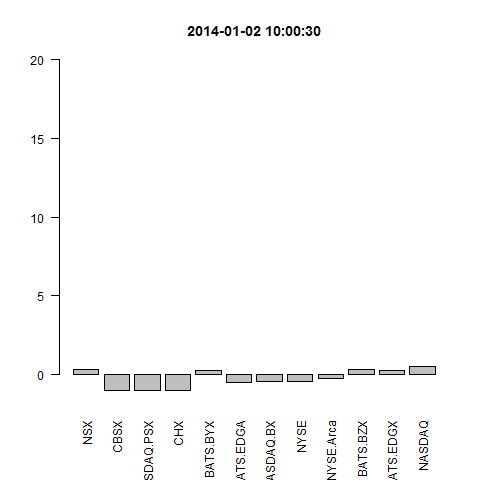 2014-01-02 10:00:30
20
15
10
5
0
NSX
CBSX
SDAQ.PSX
CHX
BATS.BYX
ATS.EDGA
ASDAQ.BX
NYSE
NYSE.Arca
BATS.BZX
ATS.EDGX
NASDAQ